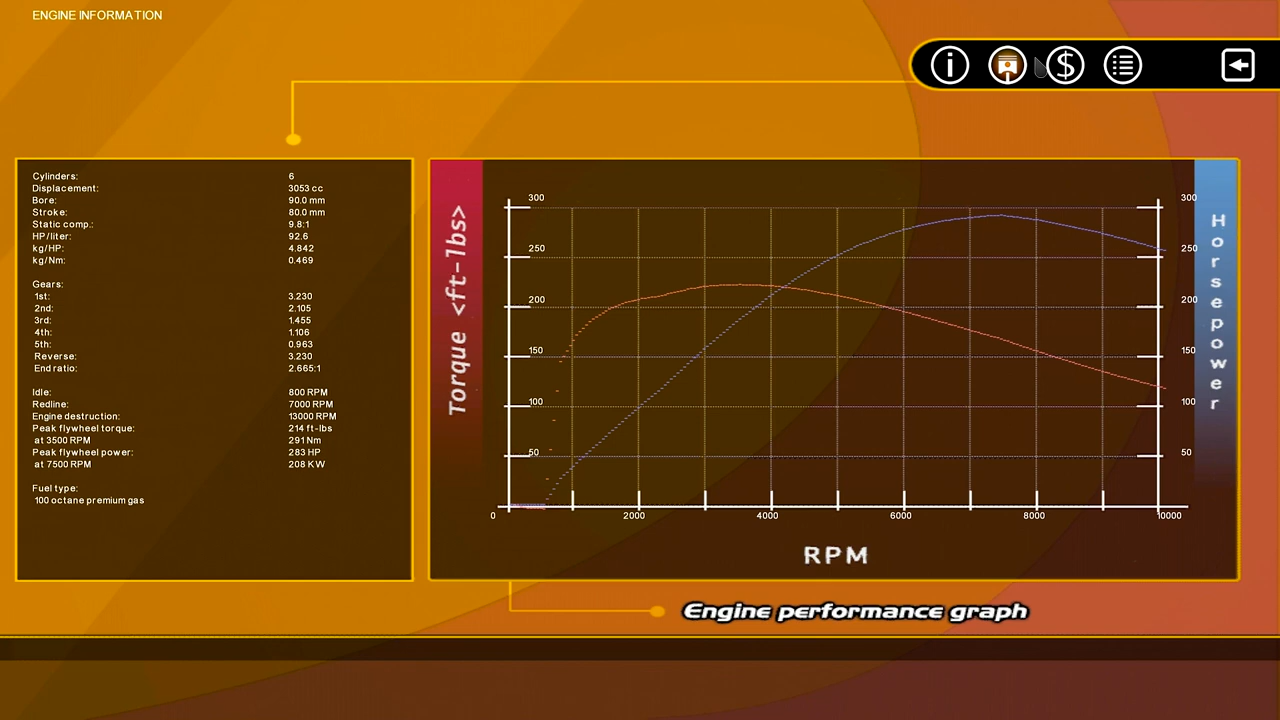 ENGINE INFORMATION
Cylinders: 6
Displacement: 3053 cc
Bore: 90.0 mm
Stroke: 80.0 mm
Static comp.: 9.8:1
HP/liter: 92.6
kg/HP: 4.842
kg/Nm: 0.469
Gears:
1st: 3.230
2nd: 2.105
3rd: 1.455
4th: 1.106
5th: 0.963
Reverse: 3.230
End ratio: 2.665:1
Idle: 800 RPM
Redline: 7000 RPM
Engine destruction: 13000 RPM
Peak flywheel torque: 214 ft-lbs
at 3500 RPM 291 Nm
Peak flywheel power: 283 HP
at 7500 RPM 208 KW
Fuel type:
100 octane premium gas
Torque <ft-lbs>
300
250
200
150
100
50
300
250
200
150
100
50
Horsepower
0 2000 4000 6000 8000 10000
RPM
Engine performance graph